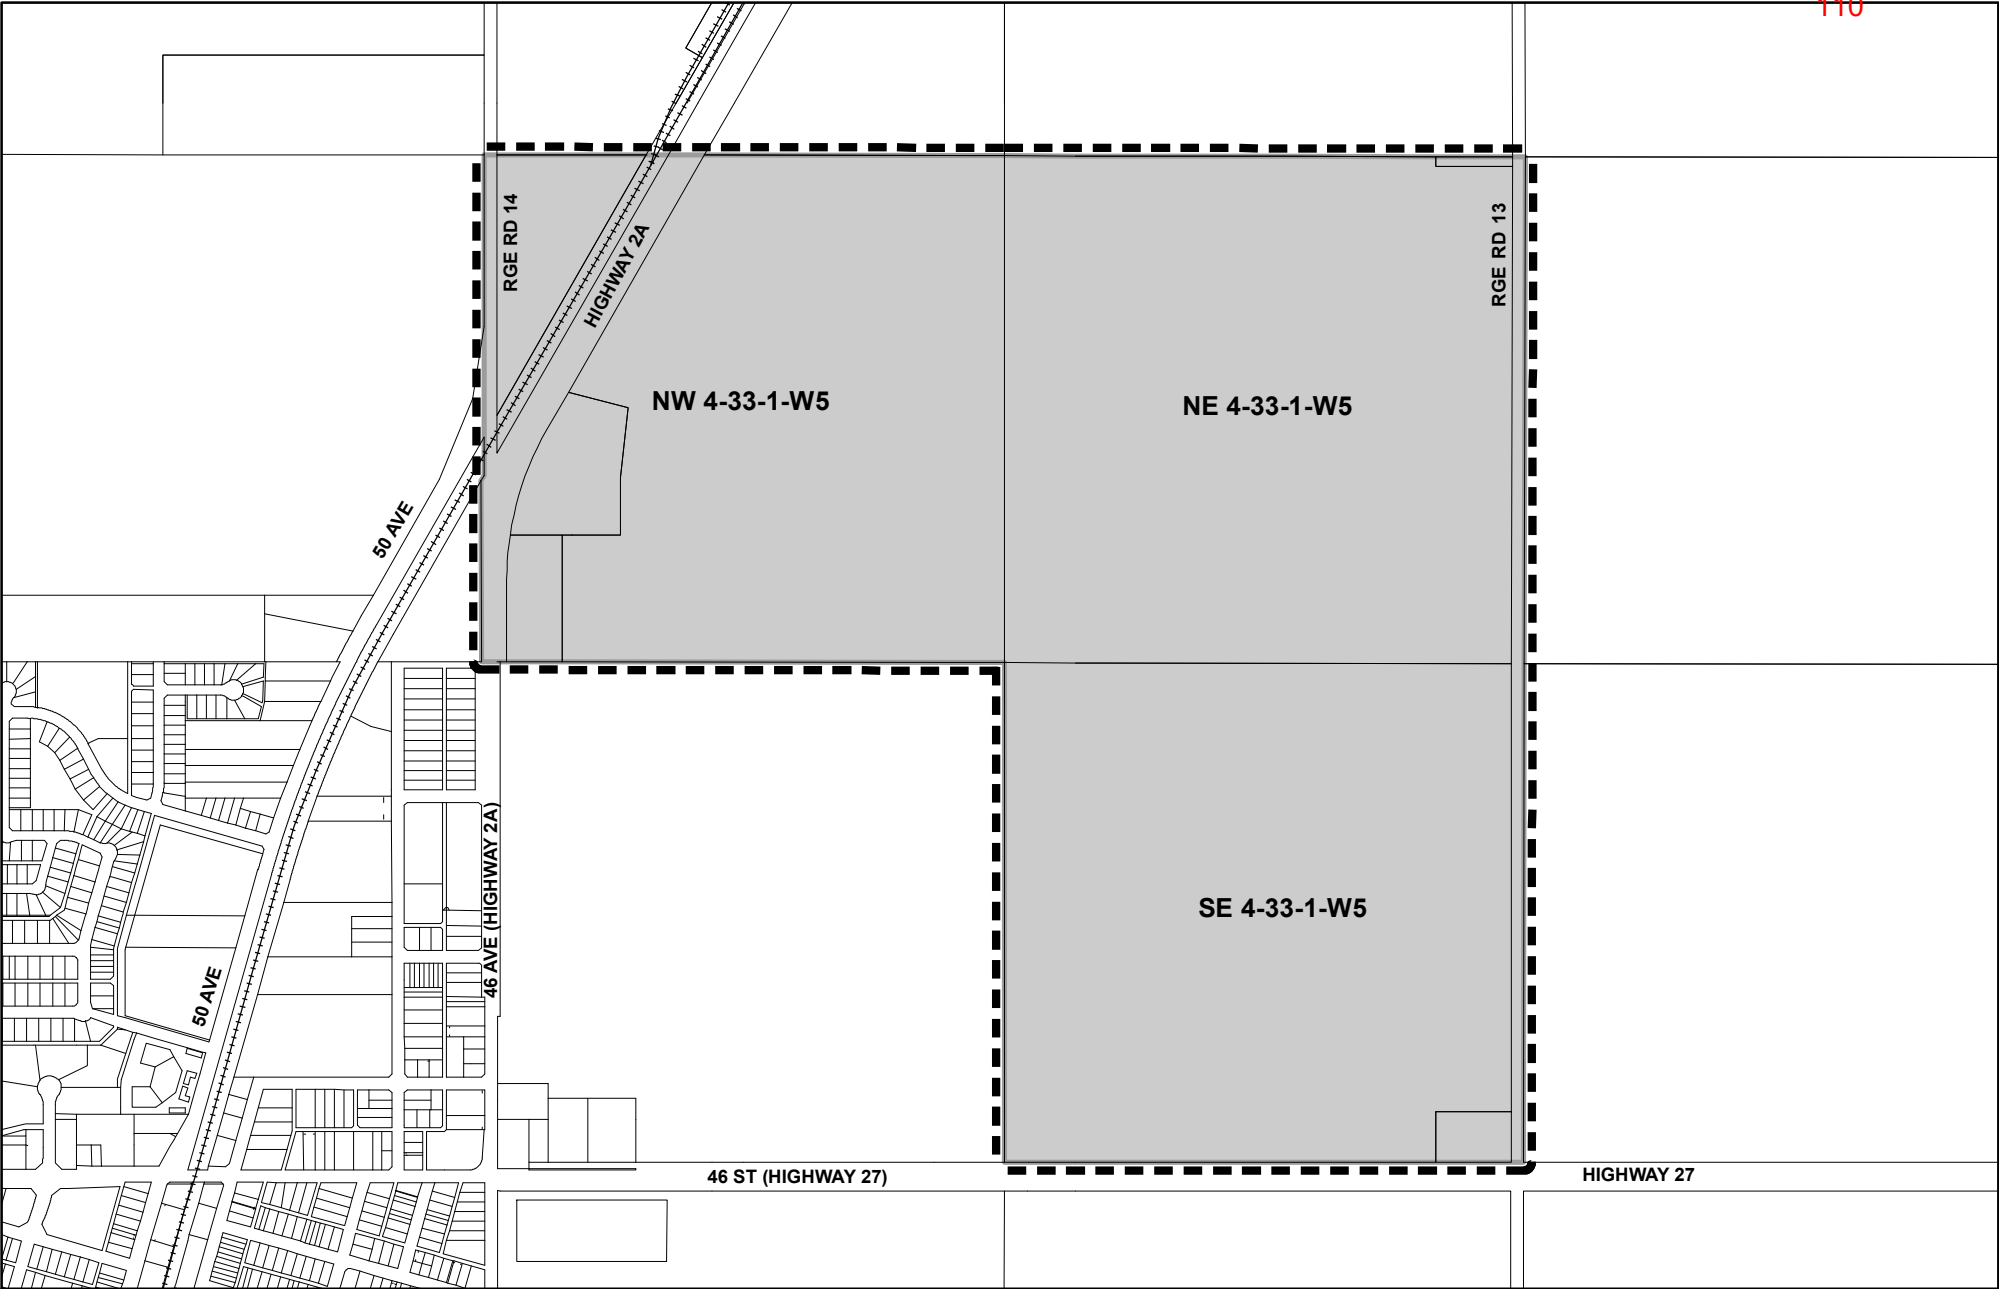 110
RGE RD 14
RGE RD 13
HIGHWAY 2A
NW 4-33-1-W5
NE 4-33-1-W5
50 AVE
46 AVE (HIGHWAY 2A)
SE 4-33-1-W5
50 AVE
46 ST (HIGHWAY 27)
HIGHWAY 27